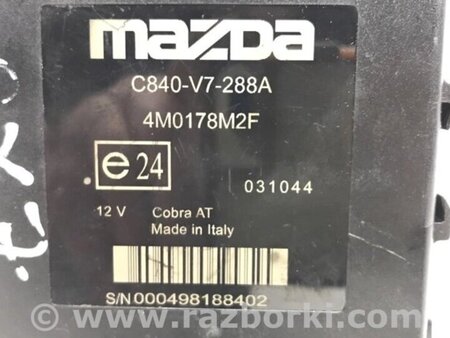 mazda
C840-V7-288A
4M0178M2F
e24
031044
12 V Cobra AT
Made in Italy
S/N 000498188402
www.razborki.com